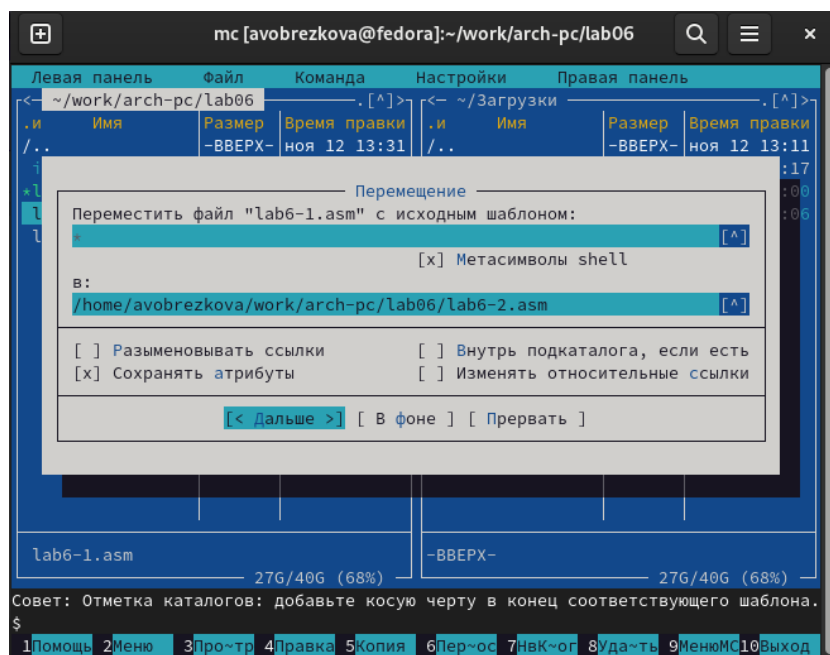 mc [avobrezkova@fedora]:~/work/arch-pc/lab06
Левая панель Файл Команда Настройки Правая панель
<— ~/work/arch-pc/lab06 .[^]> <— ~/Загрузки .[^]>
.и Имя Размер Время правки .и Имя Размер Время правки
/.. -ВВЕРХ- ноя 12 13:31 /.. -ВВЕРХ- ноя 12 13:11
:17
*l :00
l :06
l
Перемещение
Переместить файл "lab6-1.asm" с исходным шаблоном:
* [^]
[x] Метасимволы shell
в:
/home/avobrezkova/work/arch-pc/lab06/lab6-2.asm [^]
[ ] Разыменовывать ссылки [ ] Внутрь подкаталога, если есть
[x] Сохранять атрибуты [ ] Изменять относительные ссылки
[< Дальше >] [ В фоне ] [ Прервать ]
lab6-1.asm -ВВЕРХ-
27G/40G (68%) 27G/40G (68%)
Совет: Отметка каталогов: добавьте косую черту в конец соответствующего шаблона.
$
1Помощь 2Меню 3Про~тр 4Правка 5Копия 6Пер~ос 7НвК~ог 8Уда~ть 9МенюМС 10Выход